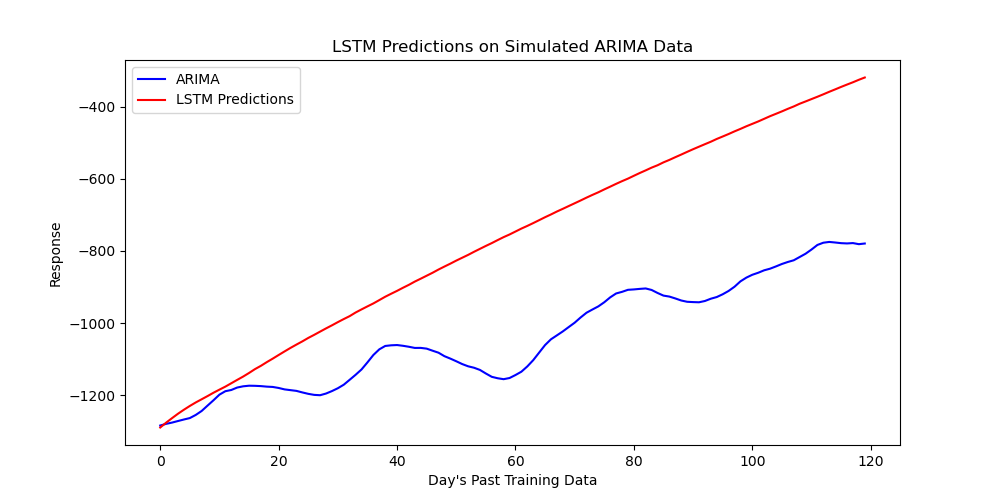 LSTM Predictions on Simulated ARIMA Data
ARIMA
LSTM Predictions
Response
−400
−600
−800
−1000
−1200
0 20 40 60 80 100 120
Day's Past Training Data